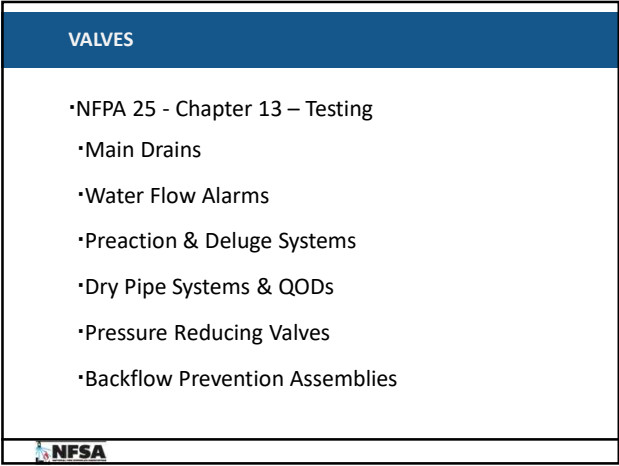 VALVES
▪NFPA 25 - Chapter 13 – Testing
▪Main Drains
▪Water Flow Alarms
▪Preaction & Deluge Systems
▪Dry Pipe Systems & QODs
▪Pressure Reducing Valves
▪Backflow Prevention Assemblies
NFSA